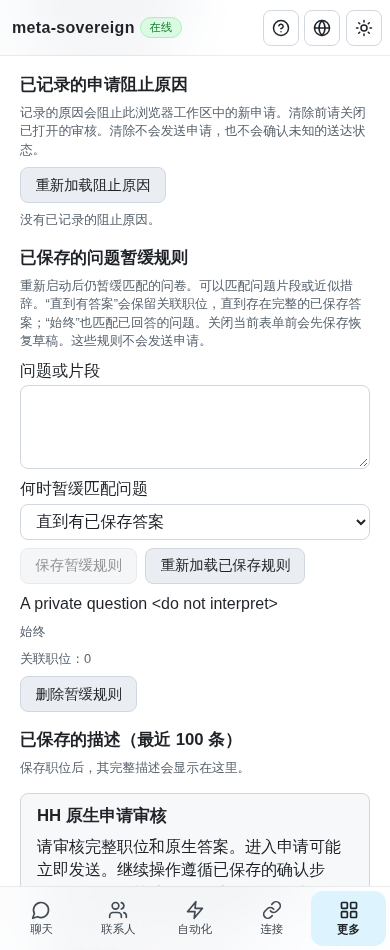 meta-sovereign 在线
已记录的申请阻止原因
记录的原因会阻止此浏览器工作区中的新申请。清除前请关闭
已打开的审核。清除不会发送申请，也不会确认未知的送达状
态。
重新加载阻止原因
没有已记录的阻止原因。
已保存的问题暂缓规则
重新启动后仍暂缓匹配的问卷。可以匹配问题片段或近似措
辞。“直到有答案”会保留关联职位，直到存在完整的已保存答
案；“始终”也匹配已回答的问题。关闭当前表单前会先保存恢
复草稿。这些规则不会发送申请。
问题或片段
何时暂缓匹配问题
直到有已保存答案
保存暂缓规则 重新加载已保存规则
A private question <do not interpret>
始终
关联职位：0
删除暂缓规则
已保存的描述（最近 100 条）
保存职位后，其完整描述会显示在这里。
HH 原生申请审核
请审核完整职位和原生答案。进入申请可能
立即发送。继续操作遵循已保存的确认步
聊天 联系人 自动化 连接 更多